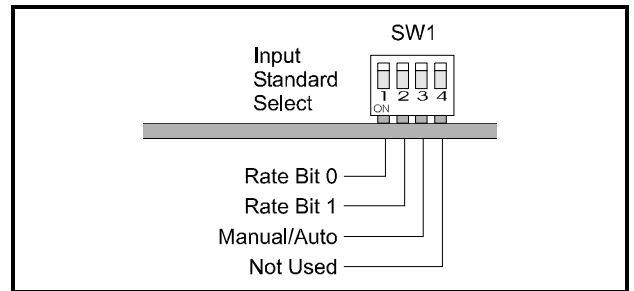 SW1
Input
Standard
Select
1 2 3 4
ON
Rate Bit 0
Rate Bit 1
Manual/Auto
Not Used